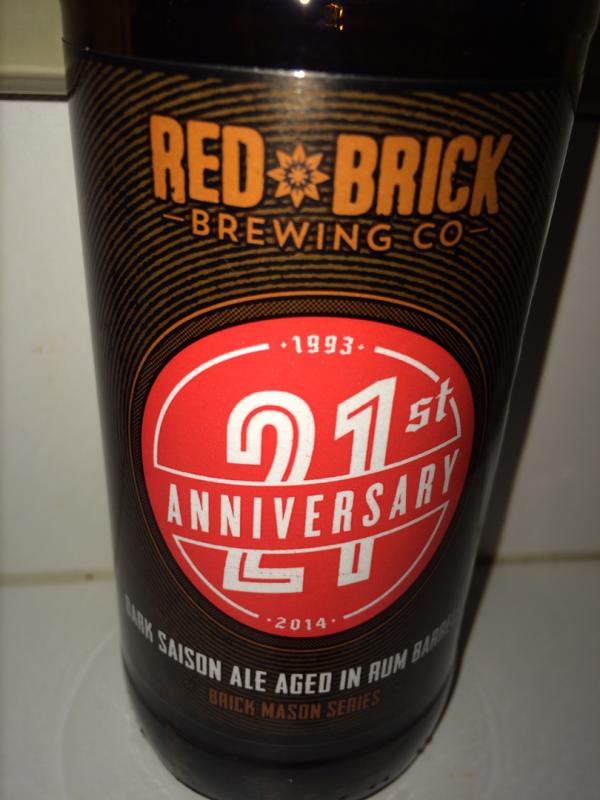 RED BRICK
BREWING CO
1993
21st
ANNIVERSARY
2014
DARK SAISON ALE AGED IN RUM BARRELS
BRICK MASON SERIES